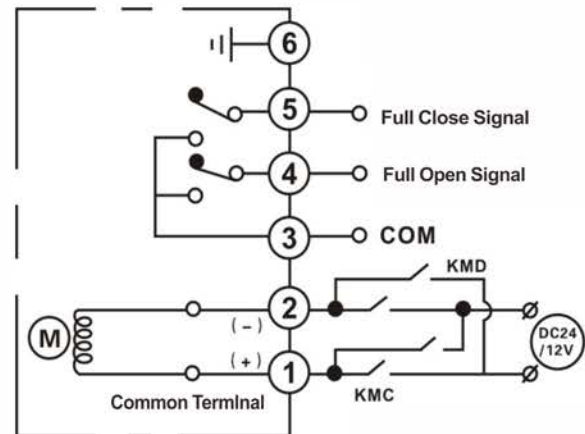 6
5
Full Close Signal
4
Full Open Signal
3
COM
KMD
2
(-)
DC24
/12V
M
(+)
1
Common TermInal
KMC